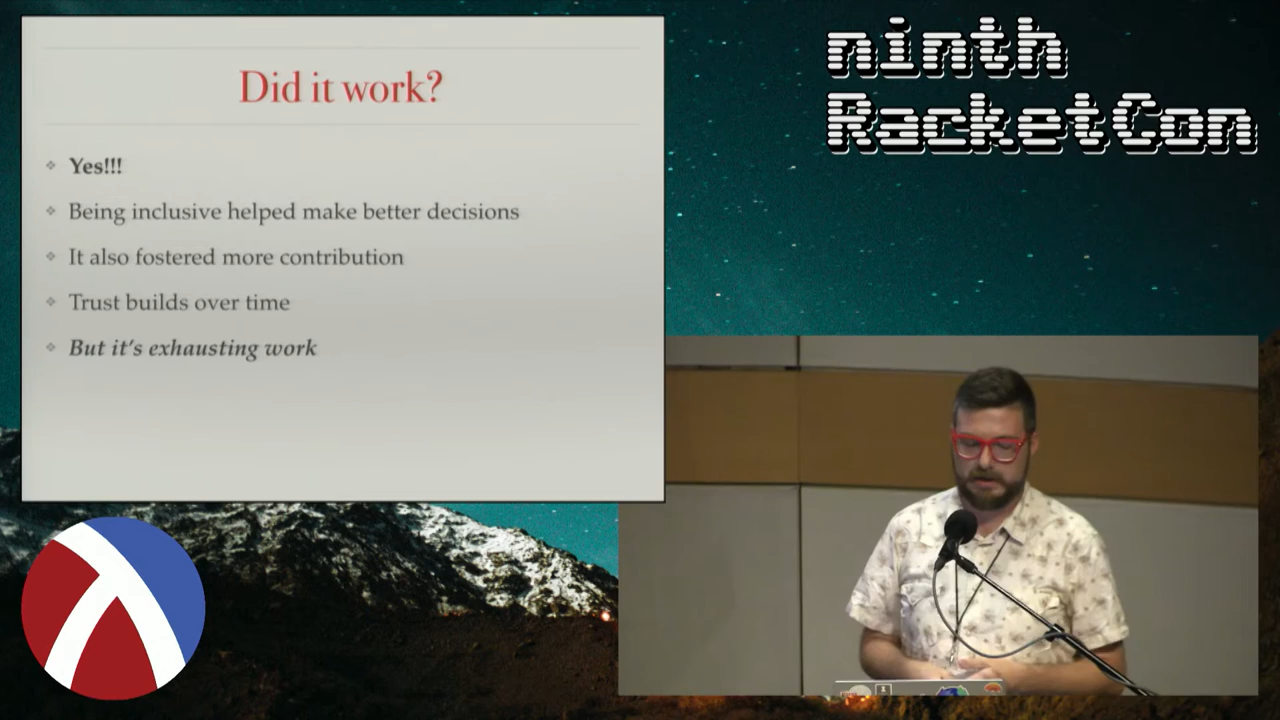 Did it work?
Yes!!!
Being inclusive helped make better decisions
It also fostered more contribution
Trust builds over time
But it's exhausting work
ninth
RacketCon